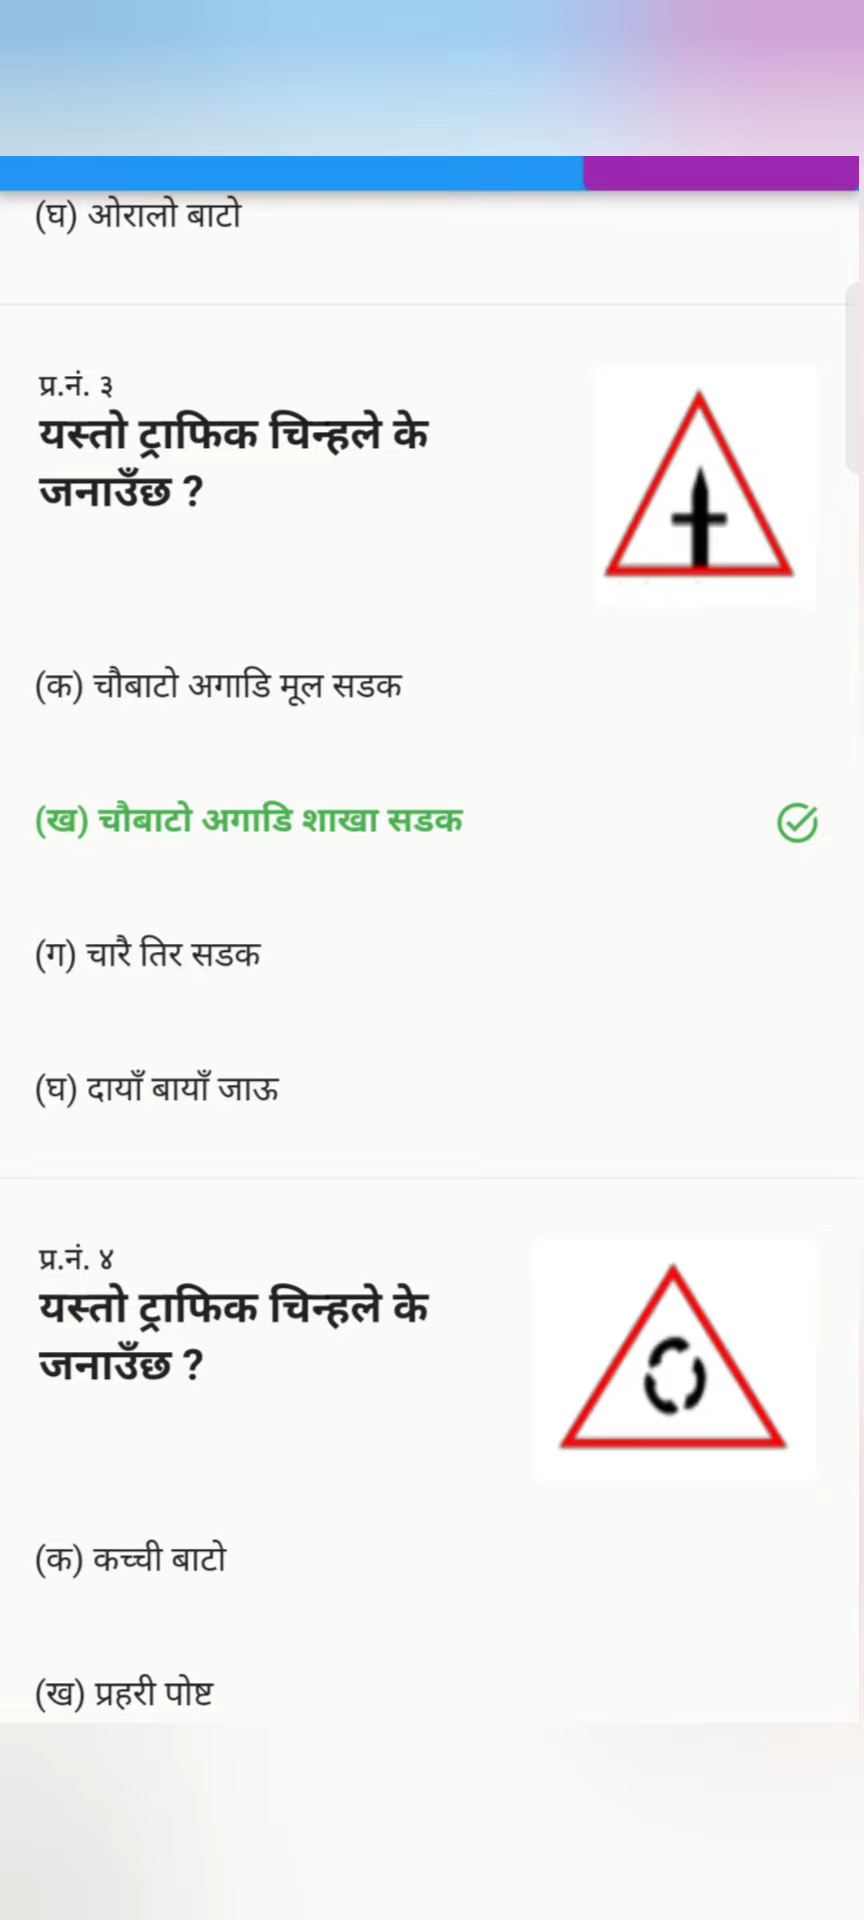 (घ) ओरालो बाटो
प्र.नं. ३
यस्तो ट्राफिक चिन्हले के
जनाउँछ ?
(क) चौबाटो अगाडि मूल सडक
(ख) चौबाटो अगाडि शाखा सडक
(ग) चारै तिर सडक
(घ) दायाँ बायाँ जाऊ
प्र.नं. ४
यस्तो ट्राफिक चिन्हले के
जनाउँछ ?
(क) कच्ची बाटो
(ख) प्रहरी पोष्ट